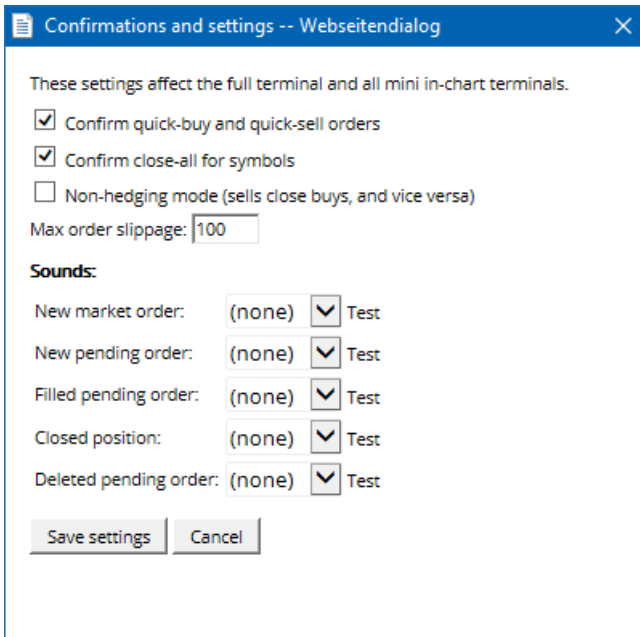 Confirmations and settings -- Webseitendialog
These settings affect the full terminal and all mini in-chart terminals.
Confirm quick-buy and quick-sell orders
Confirm close-all for symbols
Non-hedging mode (sells close buys, and vice versa)
Max order slippage: 100
Sounds:
New market order: (none) Test
New pending order: (none) Test
Filled pending order: (none) Test
Closed position: (none) Test
Deleted pending order: (none) Test
Save settings Cancel